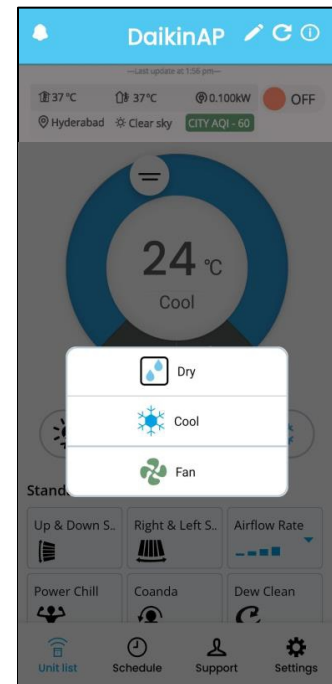 DaikinAP
—Last update at 1:56 pm—
37 °C 37°C 0.100kW OFF
Hyderabad Clear sky CITY AQI - 60
24 °C
Cool
Dry
Cool
Fan
Stand
Up & Down S.. Right & Left S.. Airflow Rate
Power Chill Coanda Dew Clean
Unit list Schedule Support Settings